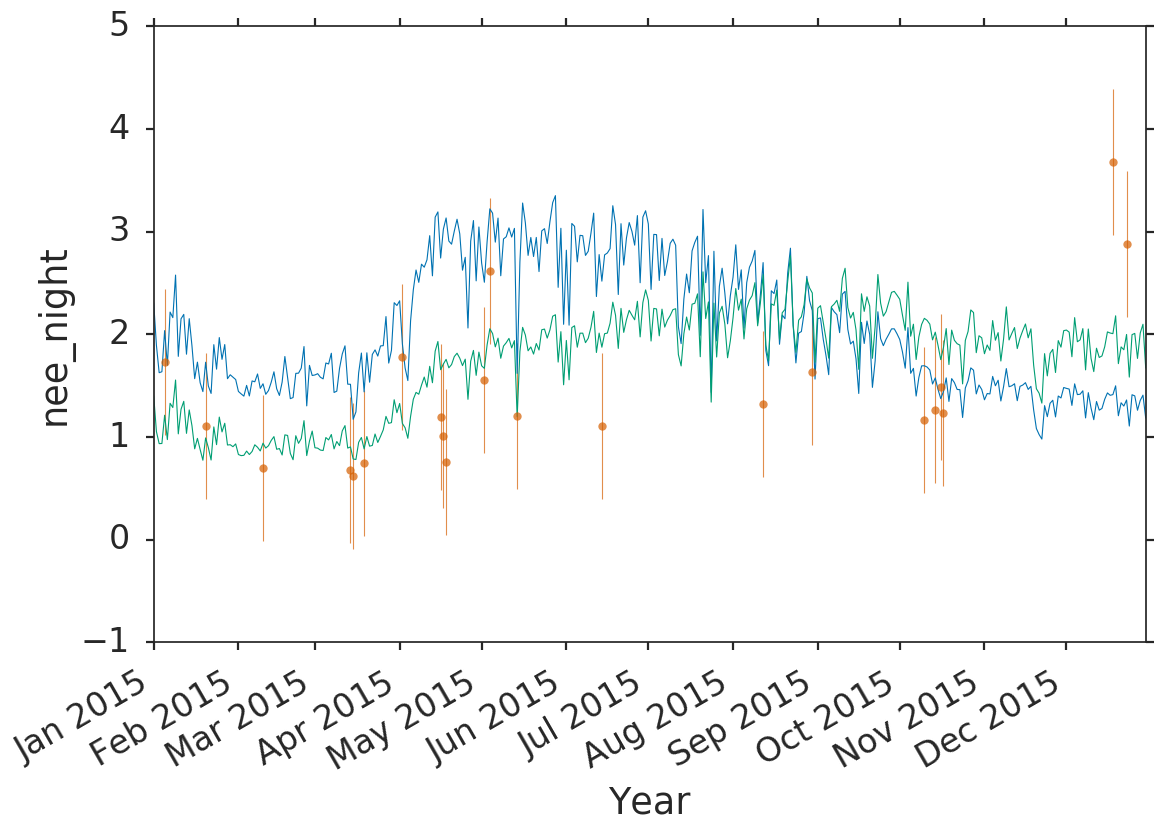 5
4
3
2
1
0
−1
nee_night
Jan 2015
Feb 2015
Mar 2015
Apr 2015
May 2015
Jun 2015
Jul 2015
Aug 2015
Sep 2015
Oct 2015
Nov 2015
Dec 2015
Year